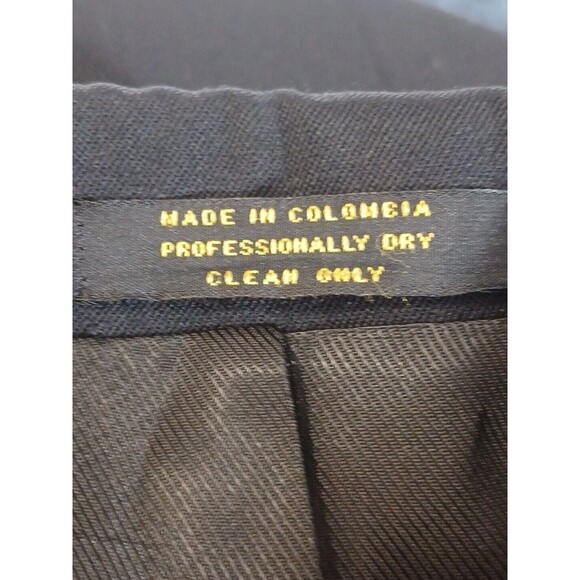 MADE IN COLOMBIA
PROFESSIONALLY DRY
CLEAN ONLY